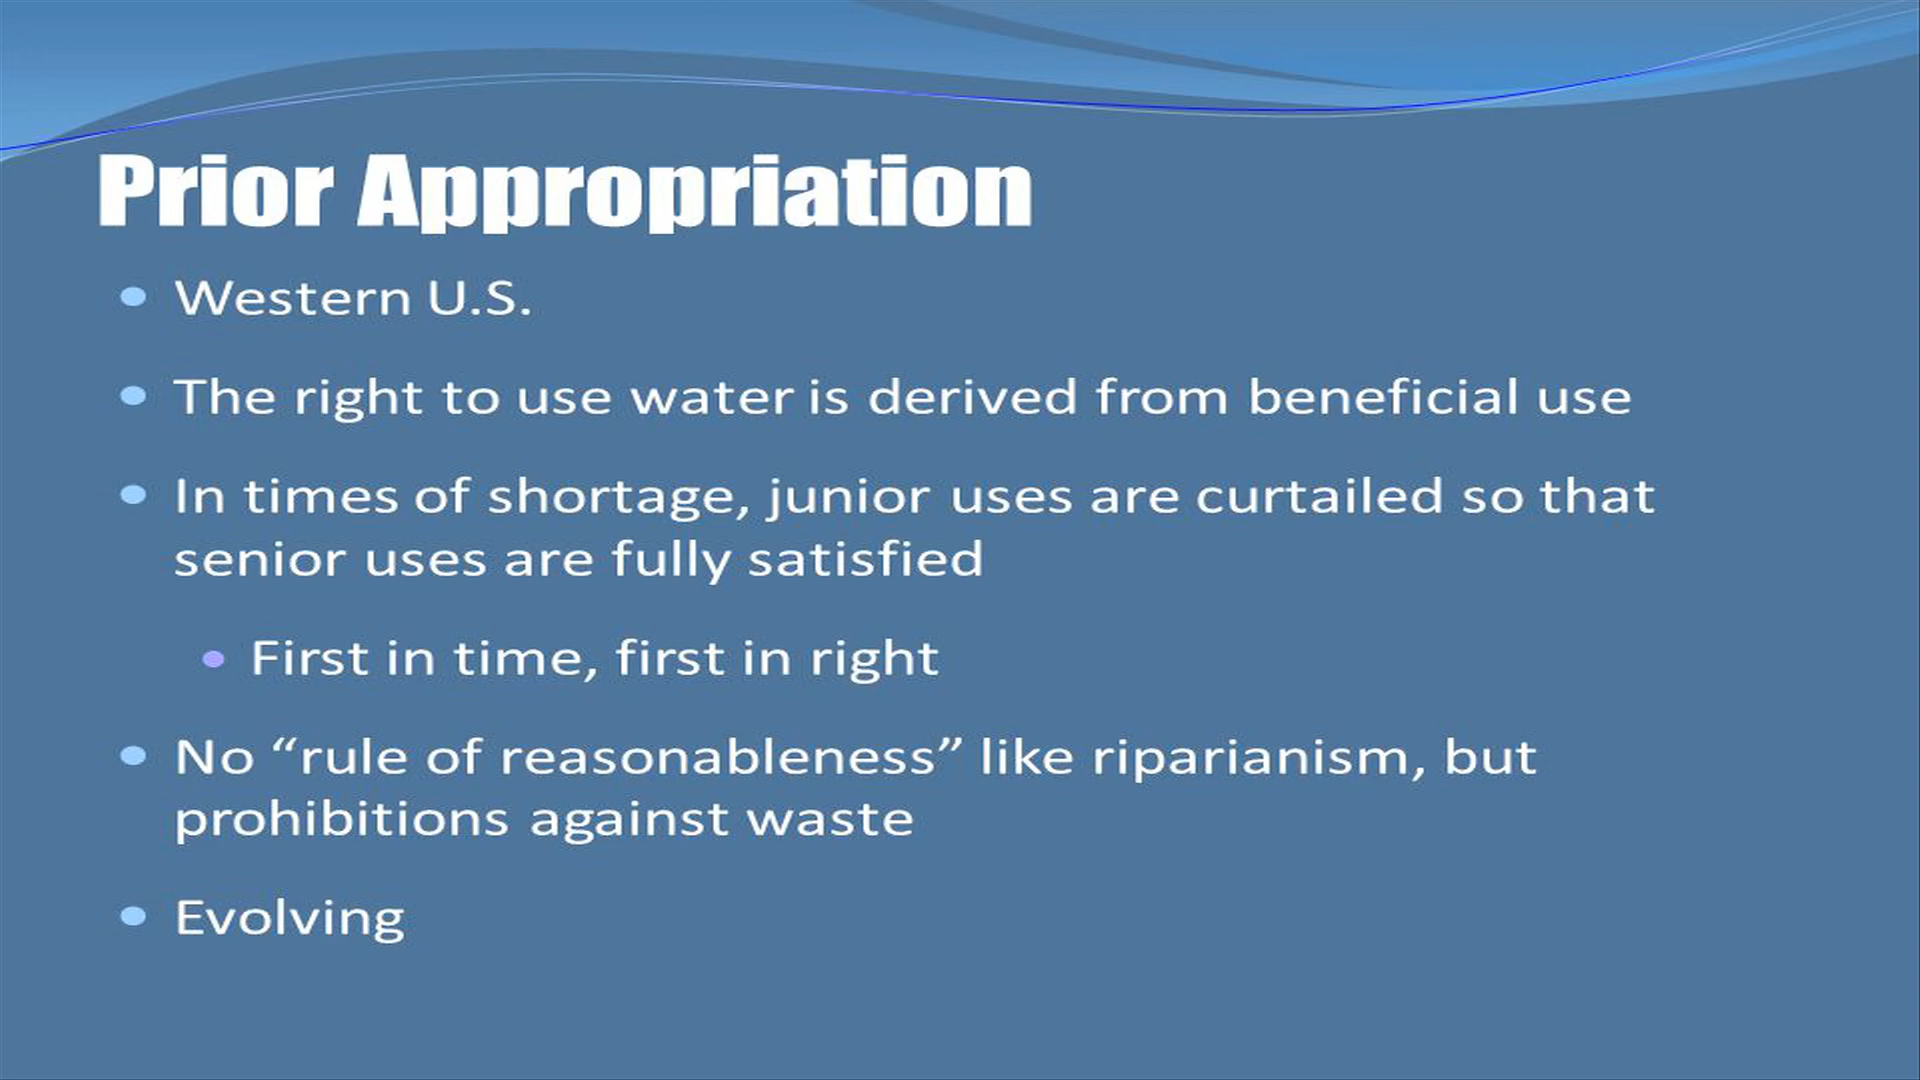 Prior Appropriation
Western U.S.
The right to use water is derived from beneficial use
In times of shortage, junior uses are curtailed so that
senior uses are fully satisfied
First in time, first in right
No “rule of reasonableness” like riparianism, but
prohibitions against waste
Evolving